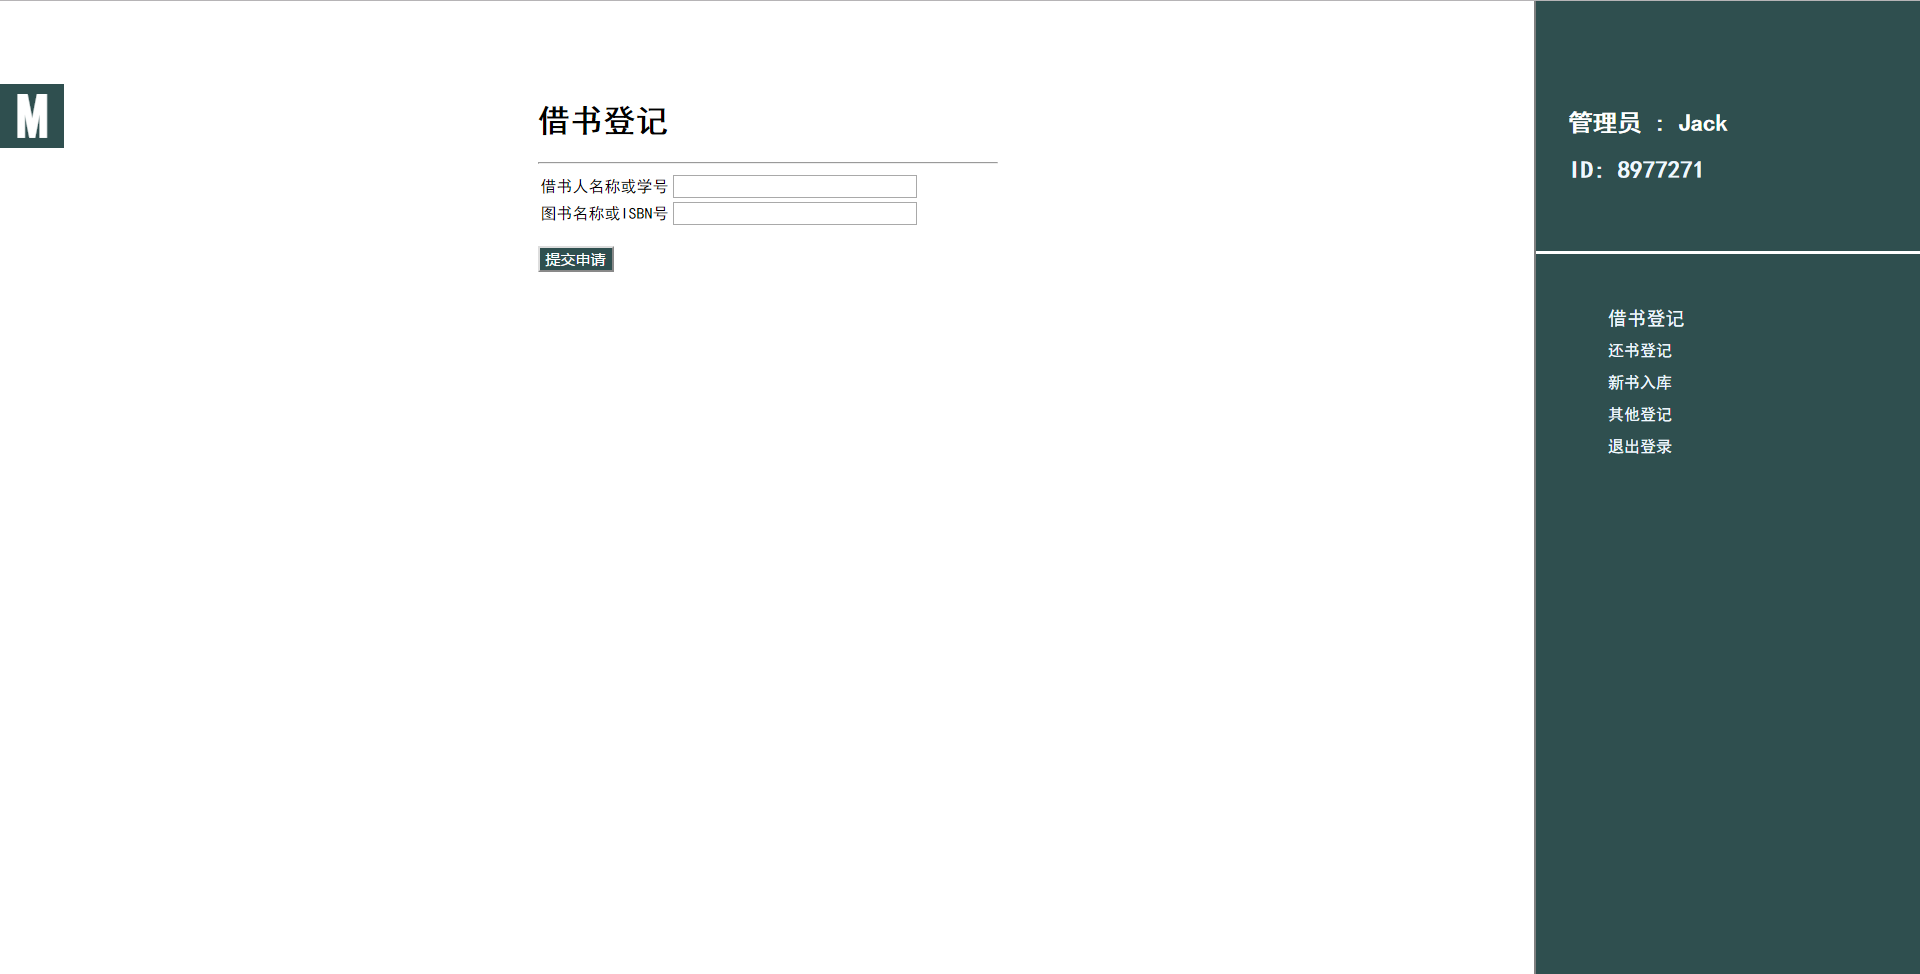 M
借书登记
借书人名称或学号
图书名称或ISBN号
提交申请
管理员 : Jack
ID: 8977271
借书登记
还书登记
新书入库
其他登记
退出登录